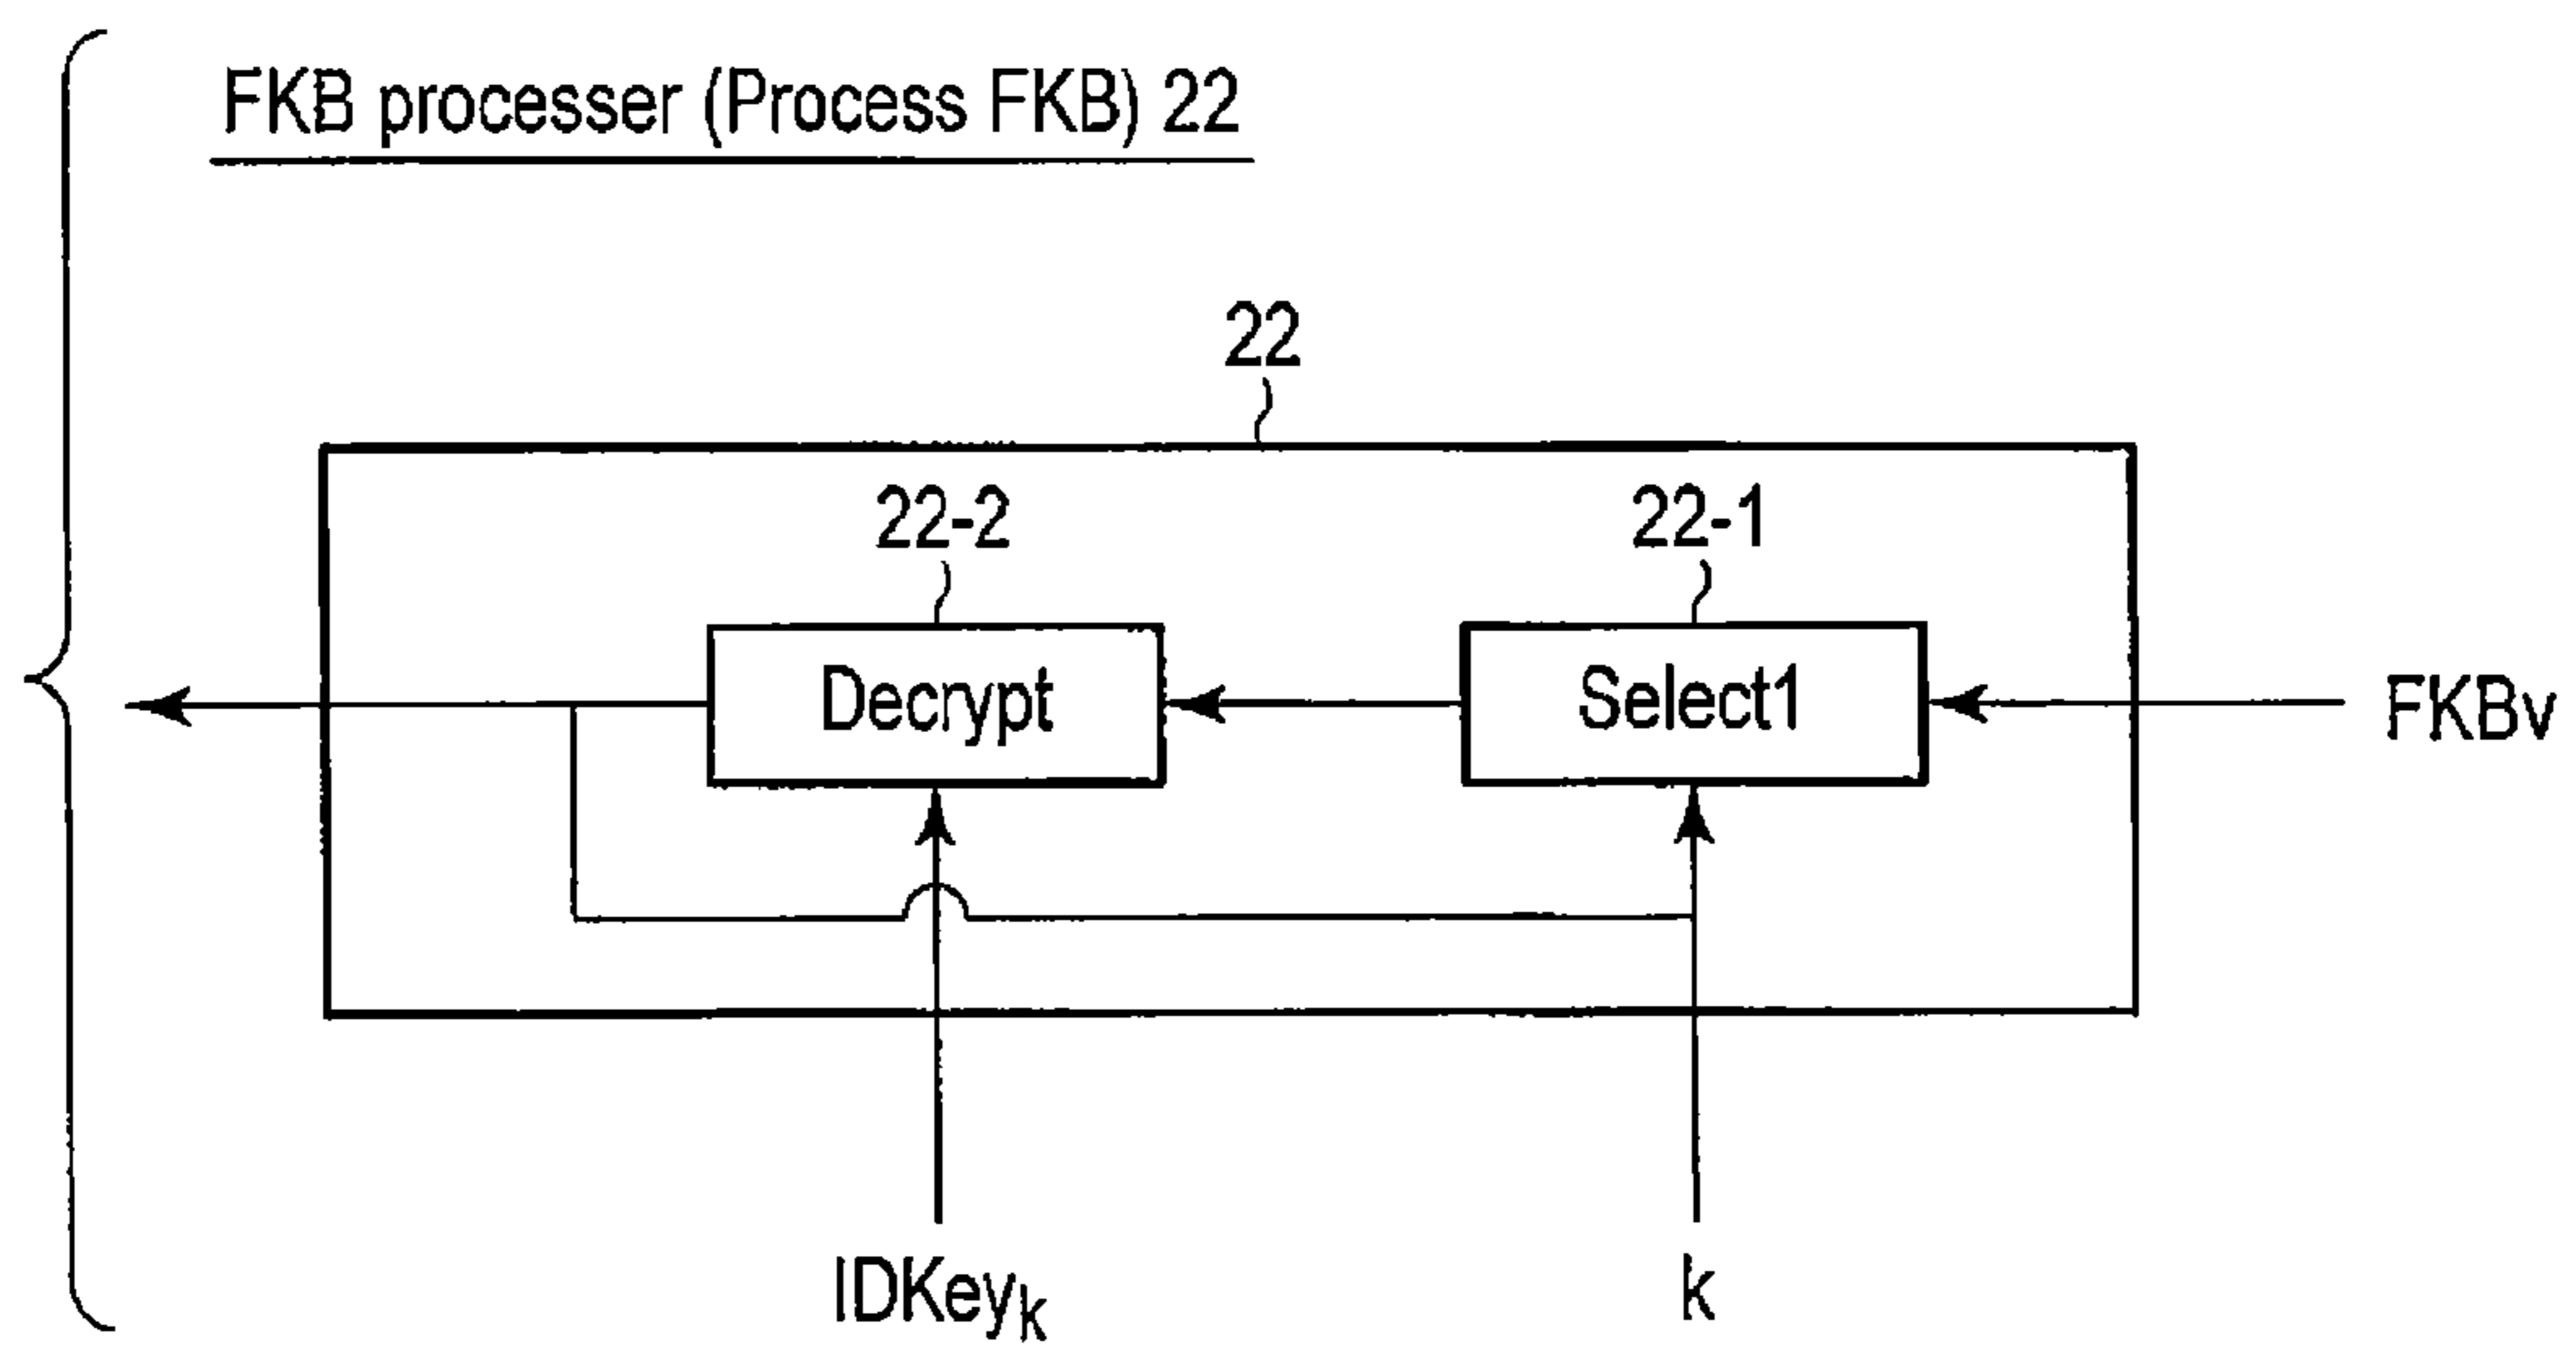 FKB processer (Process FKB) 22
22
22-2
22-1
Decrypt
Select1
FKBv
IDKeyk
k